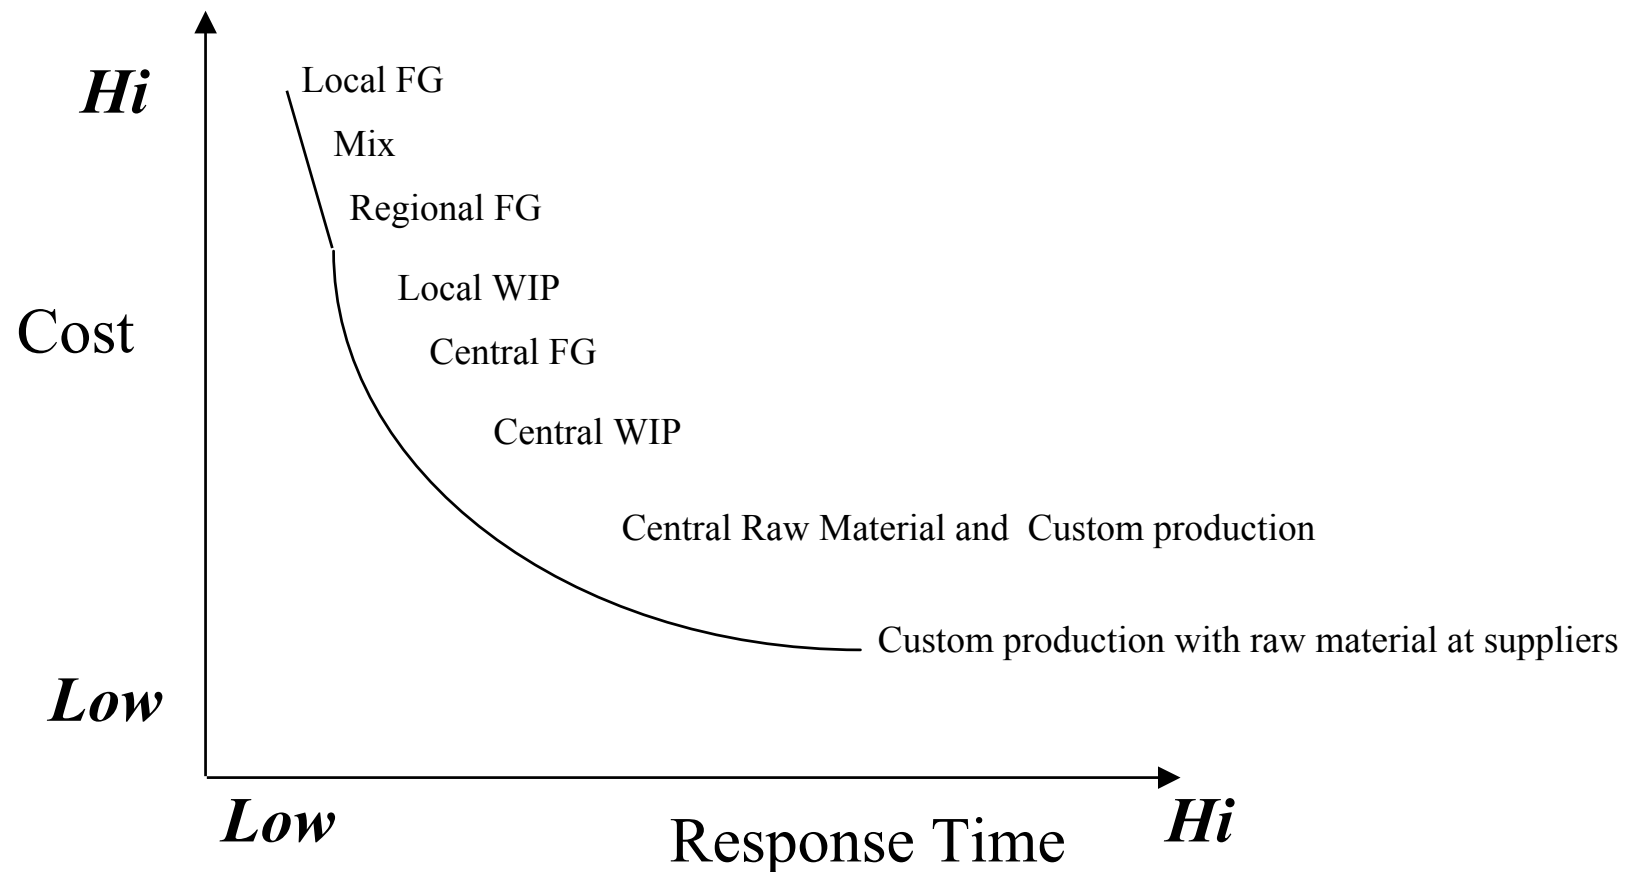 Hi
Local FG
Mix
Regional FG
Local WIP
Cost
Central FG
Central WIP
Central Raw Material and  Custom production
Custom production with raw material at suppliers
Low
Low
Response Time
Hi